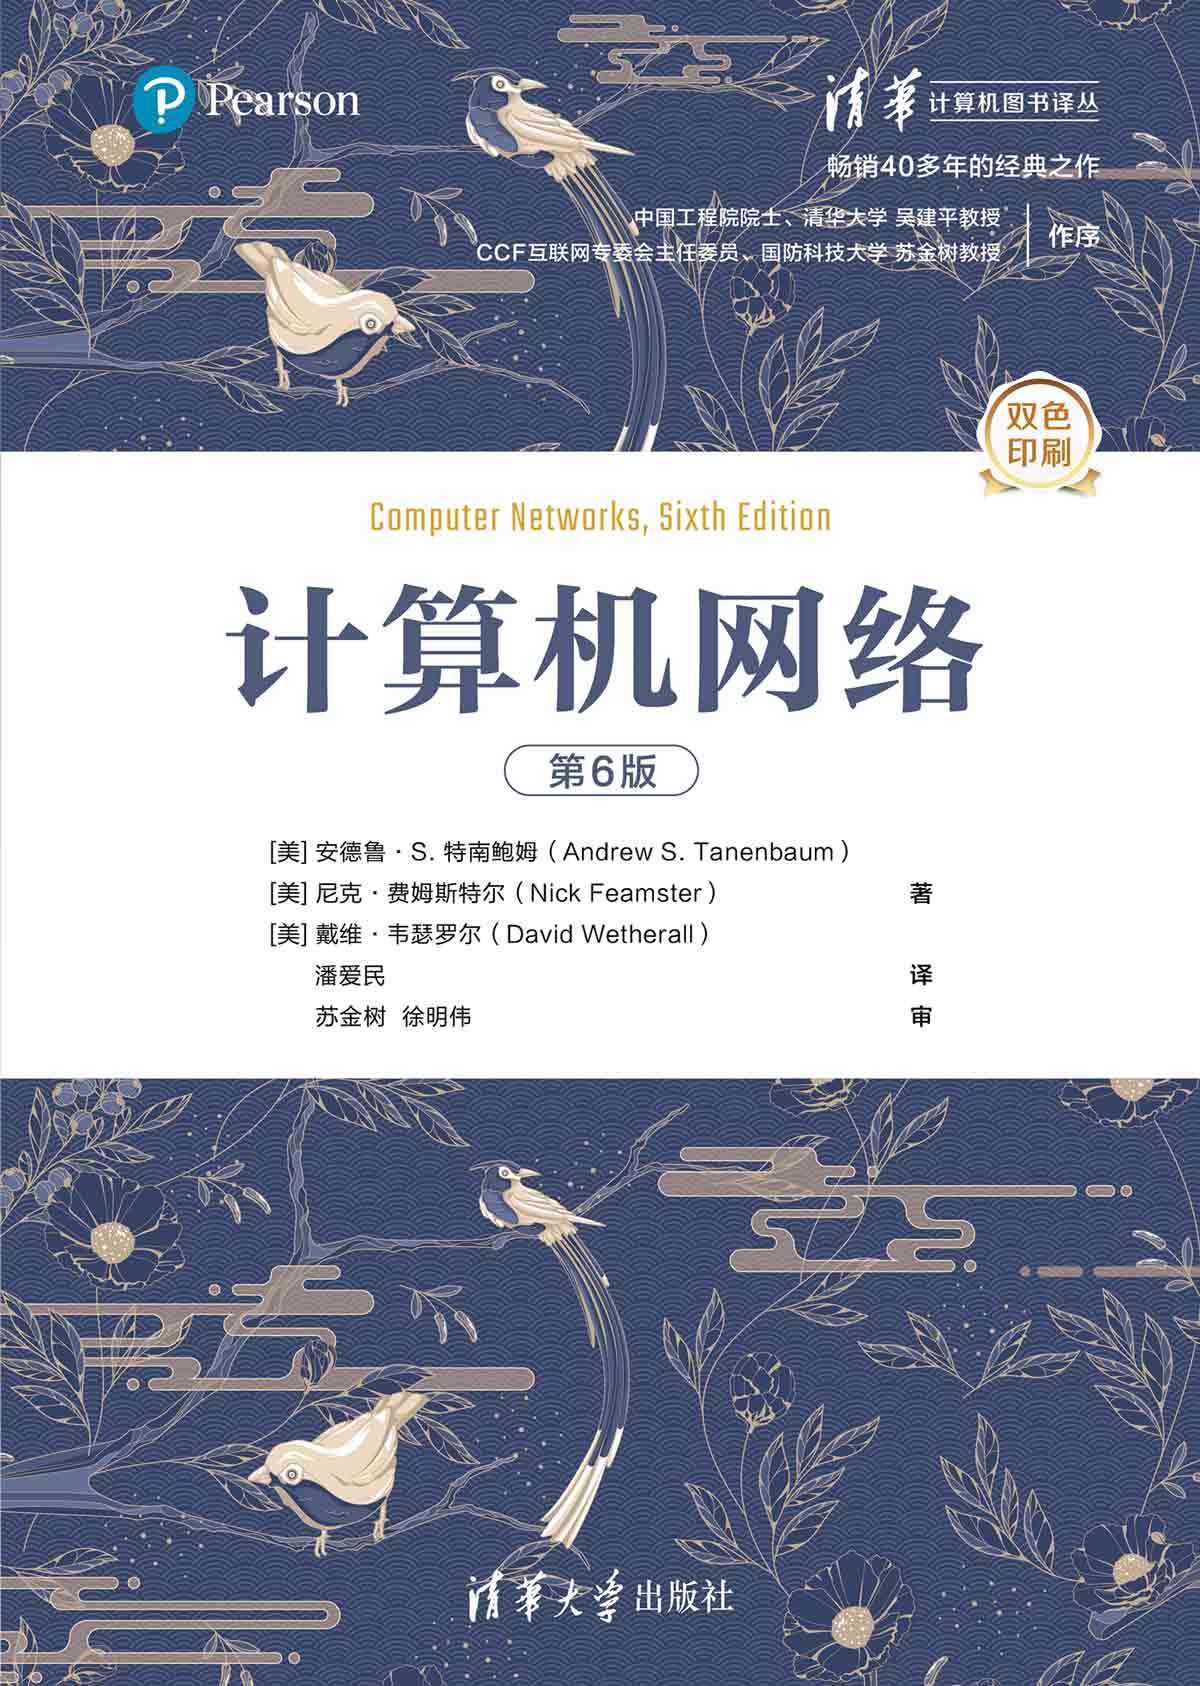 Pearson
清华 计算机图书译丛
畅销40多年的经典之作
中国工程院院士、清华大学 吴建平教授
CCF互联网专委会主任委员、国防科技大学 苏金树教授
作序
双色
印刷
Computer Networks, Sixth Edition
计算机网络
第6版
[美] 安德鲁·S. 特南鲍姆（Andrew S. Tanenbaum）
[美] 尼克·费姆斯特尔（Nick Feamster） 著
[美] 戴维·韦瑟罗尔（David Wetherall）
潘爱民 译
苏金树 徐明伟 审
清华大学出版社